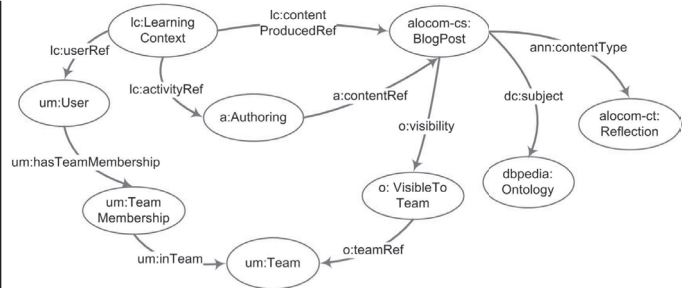 lc:Learning
Context
lc:content
ProducedRef
alocom-cs:
BlogPost
lc:userRef
ann:contentType
lc:activityRef
um:User
a:Authoring
a:contentRef
dc:subject
o:visibility
alocom-ct:
Reflection
um:hasTeamMembership
dbpedia:
Ontology
um:Team
Membership
o: VisibleTo
Team
um:inTeam
um:Team
o:teamRef